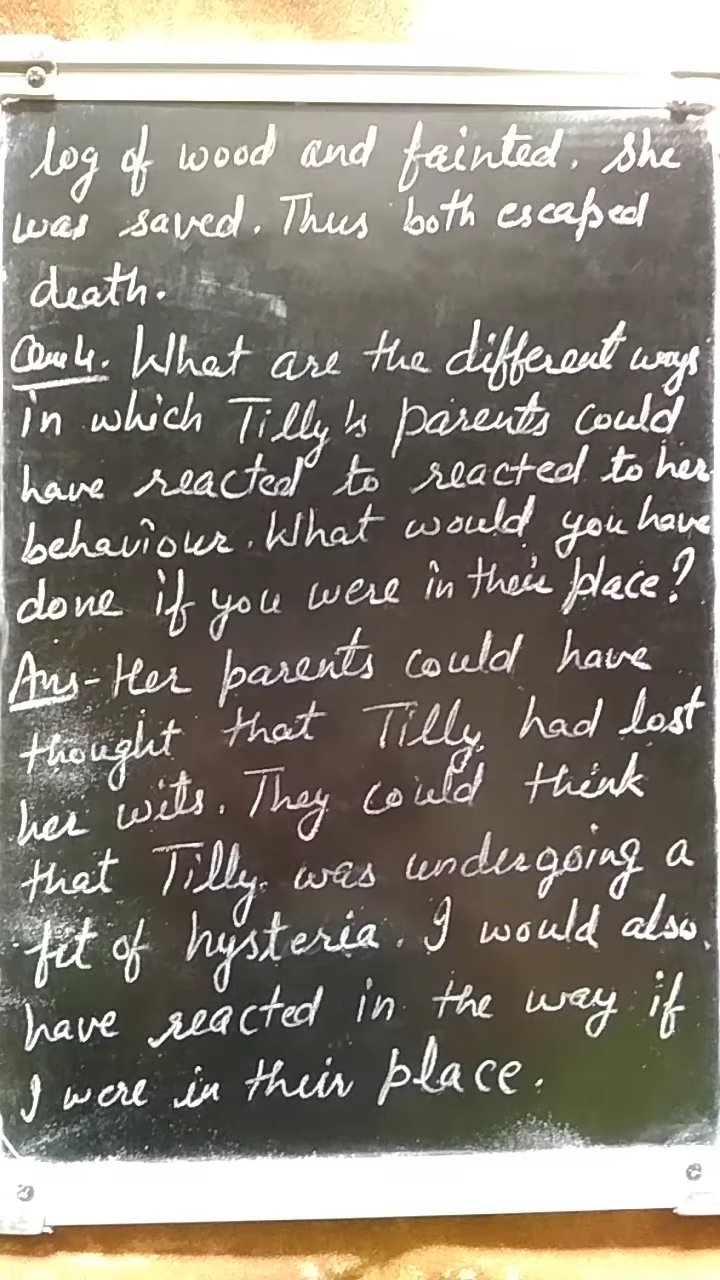 log of wood and fainted. She
was saved. Thus both escaped
death.
Ques 4. What are the different ways
in which Tilly's parents could
have reacted to reacted to her
behaviour. What would you have
done if you were in their place?
Ans - Her parents could have
thought that Tilly had lost
her wits. They could think
that Tilly was undergoing a
fit of hysteria. I would also
have reacted in the way if
I were in their place.